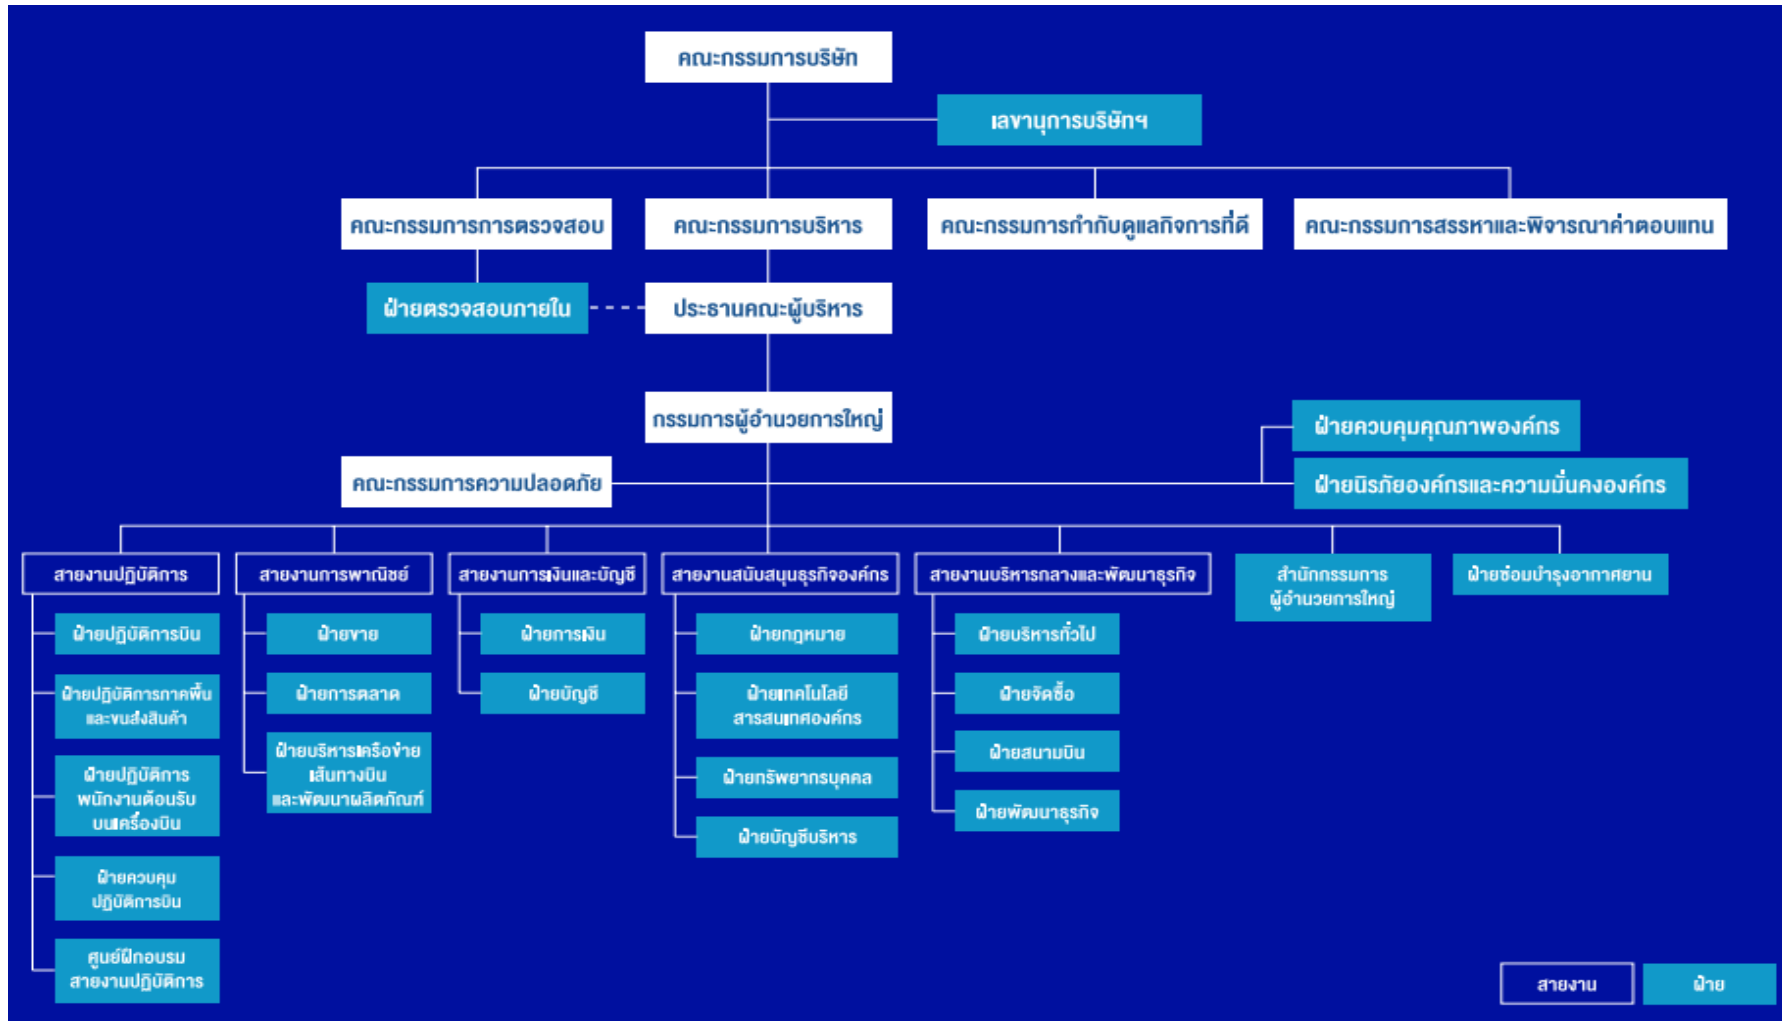 คณะกรรมการบริษัท
เลขานุการบริษัทฯ
คณะกรรมการการตรวจสอบ
คณะกรรมการบริหาร
คณะกรรมการกำกับดูแลกิจการที่ดี
คณะกรรมการสรรหาและพิจารณาค่าตอบแทน
ฝ่ายตรวจสอบภายใน
ประธานคณะผู้บริหาร
กรรมการผู้อำนวยการใหญ่
ฝ่ายควบคุมคุณภาพองค์กร
คณะกรรมการความปลอดภัย
ฝ่ายนิรภัยองค์กรและความมั่นคงองค์กร
สายงานปฏิบัติการ
ฝ่ายปฏิบัติการบิน
ฝ่ายปฏิบัติการภาคพื้น
และขนส่งสินค้า
ฝ่ายปฏิบัติการ
พนักงานต้อนรับ
บนเครื่องบิน
ฝ่ายควบคุม
ปฏิบัติการบิน
ศูนย์ฝึกอบรม
สายงานปฏิบัติการ
สายงานการพาณิชย์
ฝ่ายขาย
ฝ่ายการตลาด
ฝ่ายบริหารเครือข่าย
เส้นทางบิน
และพัฒนาผลิตภัณฑ์
สายงานการเงินและบัญชี
ฝ่ายการเงิน
ฝ่ายบัญชี
สายงานสนับสนุนธุรกิจองค์กร
ฝ่ายกฎหมาย
ฝ่ายเทคโนโลยี
สารสนเทศองค์กร
ฝ่ายทรัพยากรบุคคล
ฝ่ายบัญชีบริหาร
สายงานบริหารกลางและพัฒนาธุรกิจ
ฝ่ายบริหารทั่วไป
ฝ่ายจัดซื้อ
ฝ่ายสนามบิน
ฝ่ายพัฒนาธุรกิจ
สำนักกรรมการ
ผู้อำนวยการใหญ่
ฝ่ายซ่อมบำรุงอากาศยาน
สายงาน
ฝ่าย